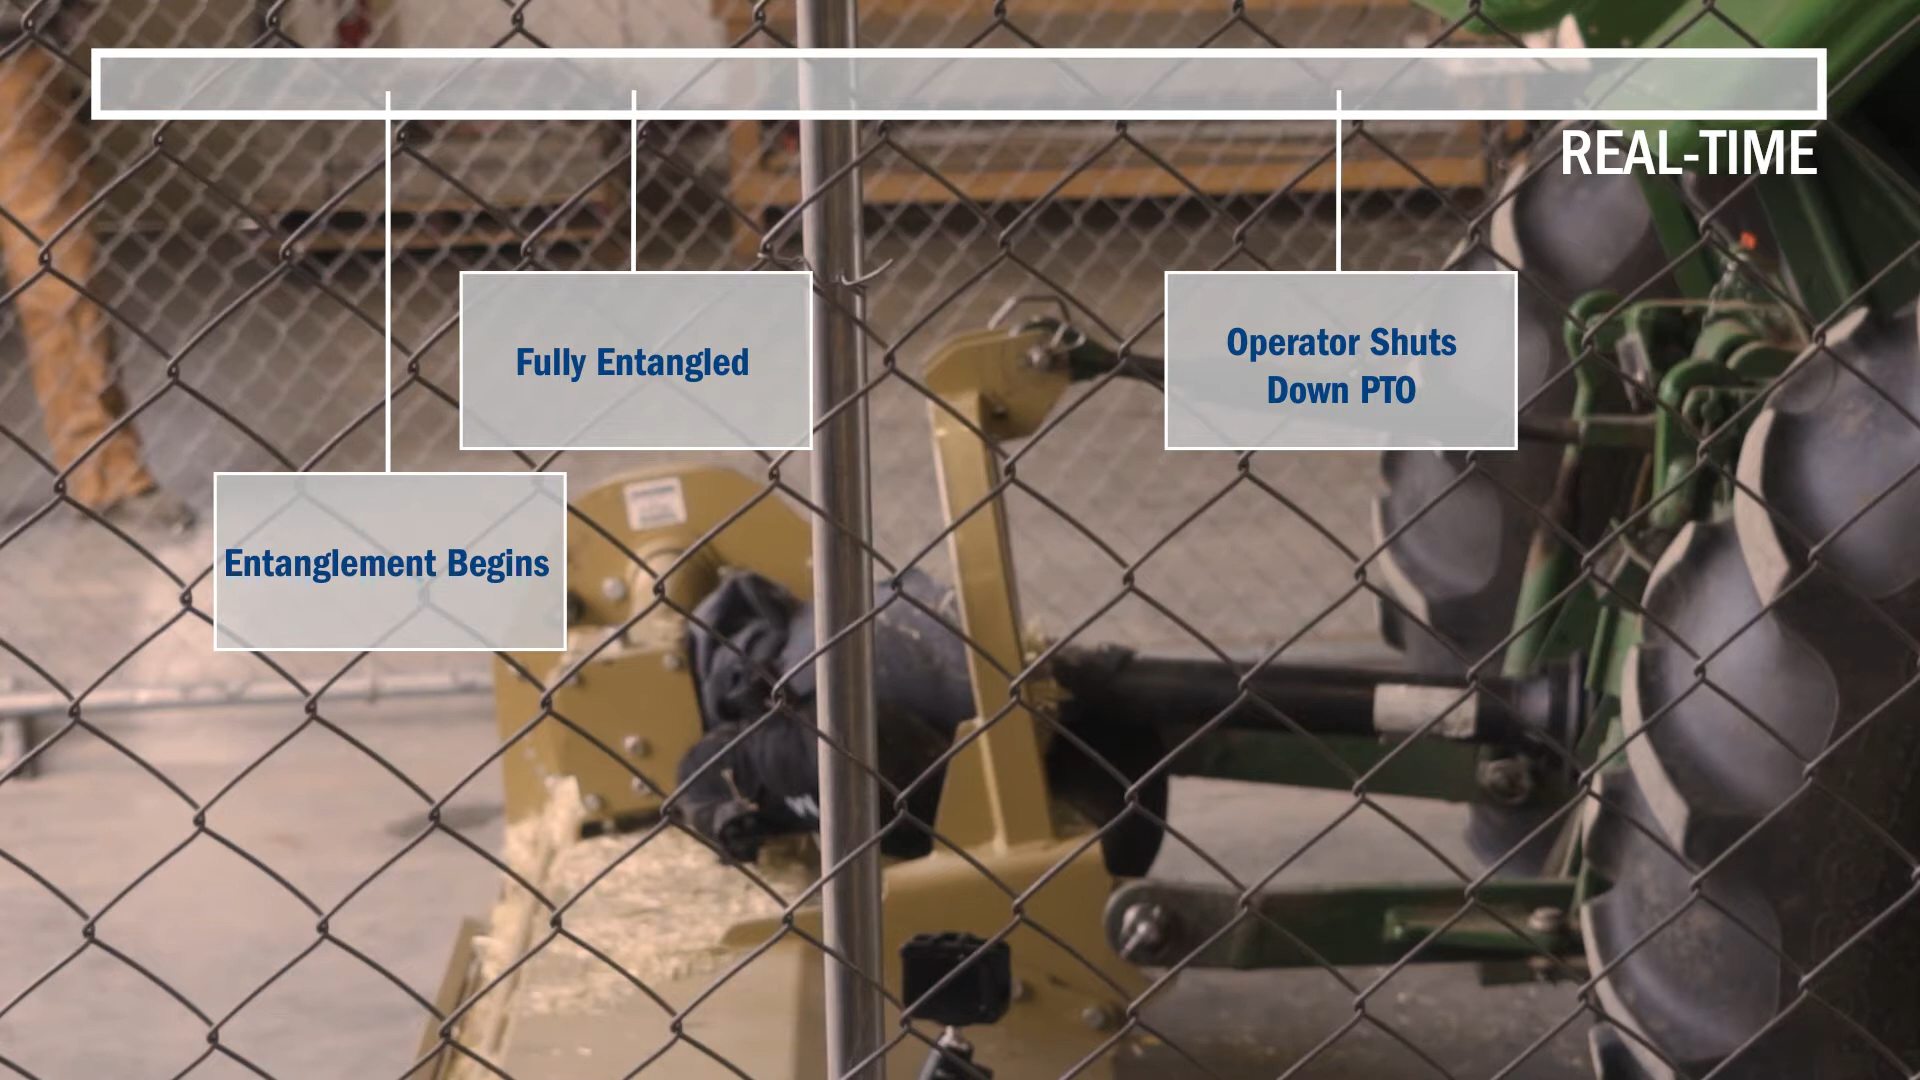 REAL-TIME
Fully Entangled
Operator Shuts
Down PTO
Entanglement Begins